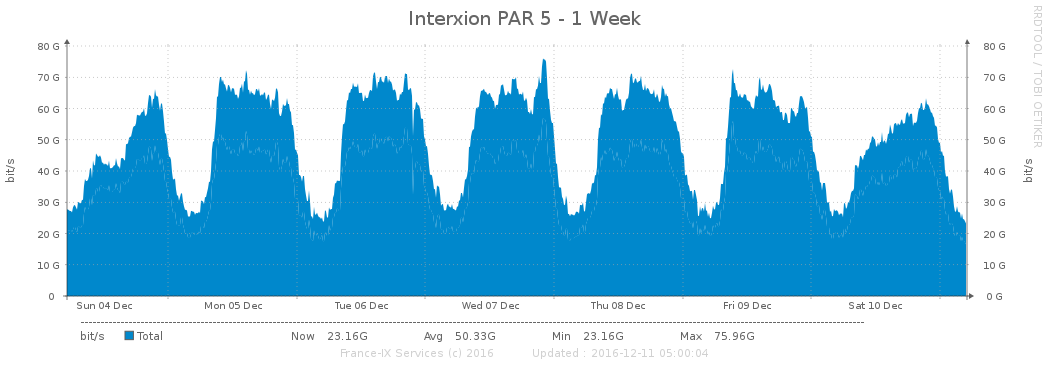 Interxion PAR 5 - 1 Week
RRDTOOL / TOBI OETIKER
80 G 80 G
70 G 70 G
60 G 60 G
50 G 50 G
40 G 40 G
30 G 30 G
20 G 20 G
10 G 10 G
0 0 G
bit/s bit/s
Sun 04 Dec Mon 05 Dec Tue 06 Dec Wed 07 Dec Thu 08 Dec Fri 09 Dec Sat 10 Dec
bit/s Total Now 23.16G Avg 50.33G Min 23.16G Max 75.96G
France-IX Services (c) 2016 Updated : 2016-12-11 05:00:04